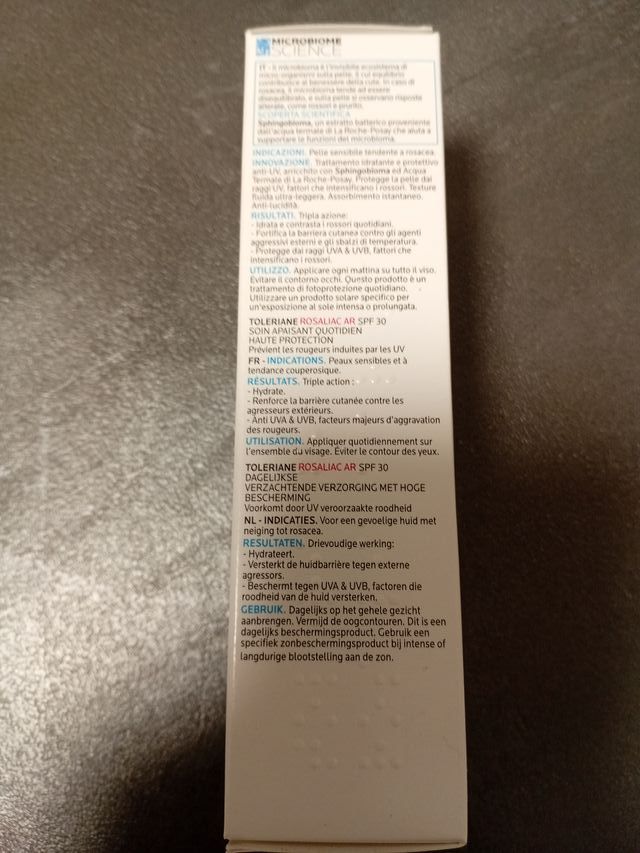 MICROBIOME
SCIENCE
IT - Il microbioma è l'invisibile ecosistema di
micro-organismi sulla pelle, il cui equilibrio
contribuisce al benessere della cute. In caso di
rosacea, il microbioma tende ad essere
disequilibrato, e sulla pelle si osservano risposte
alterate, come rossori e prurito.
SCOPERTA SCIENTIFICA
Sphingobioma, un estratto batterico proveniente
dall'acqua termale di La Roche-Posay che aiuta a
supportare le funzioni del microbioma.
INDICAZIONI. Pelle sensibile tendente a rosacea.
INNOVAZIONE. Trattamento idratante e protettivo
anti-UV, arricchito con Sphingobioma ed Acqua
Termale di La Roche-Posay. Protegge la pelle dai
raggi UV, fattori che intensificano i rossori. Texture
fluida ultra-leggera. Assorbimento istantaneo.
Anti-lucidità.
RISULTATI. Tripla azione:
- Idrata e contrasta i rossori quotidiani.
- Fortifica la barriera cutanea contro gli agenti
aggressivi esterni e gli sbalzi di temperatura.
- Protegge dai raggi UVA & UVB, fattori che
intensificano i rossori.
UTILIZZO. Applicare ogni mattina su tutto il viso.
Evitare il contorno occhi. Questo prodotto è un
trattamento di fotoprotezione quotidiano.
Utilizzare un prodotto solare specifico per
un'esposizione al sole intensa o prolungata.
TOLERIANE ROSALIAC AR SPF 30
SOIN APAISANT QUOTIDIEN
HAUTE PROTECTION
Prévient les rougeurs induites par les UV
FR - INDICATIONS. Peaux sensibles et à
tendance couperosique.
RÉSULTATS. Triple action :
- Hydrate.
- Renforce la barrière cutanée contre les
agresseurs extérieurs.
- Anti UVA & UVB, facteurs majeurs d'aggravation
des rougeurs.
UTILISATION. Appliquer quotidiennement sur
l'ensemble du visage. Éviter le contour des yeux.
TOLERIANE ROSALIAC AR SPF 30
DAGELIJKSE
VERZACHTENDE VERZORGING MET HOGE
BESCHERMING
Voorkomt door UV veroorzaakte roodheid
NL - INDICATIES. Voor een gevoelige huid met
neiging tot rosacea.
RESULTATEN. Drievoudige werking:
- Hydrateert.
- Versterkt de huidbarrière tegen externe
agressors.
- Beschermt tegen UVA & UVB, factoren die
roodheid van de huid versterken.
GEBRUIK. Dagelijks op het gehele gezicht
aanbrengen. Vermijd de oogcontouren. Dit is een
dagelijks beschermingsproduct. Gebruik een
specifiek zonbeschermingsproduct bij intense of
langdurige blootstelling aan de zon.